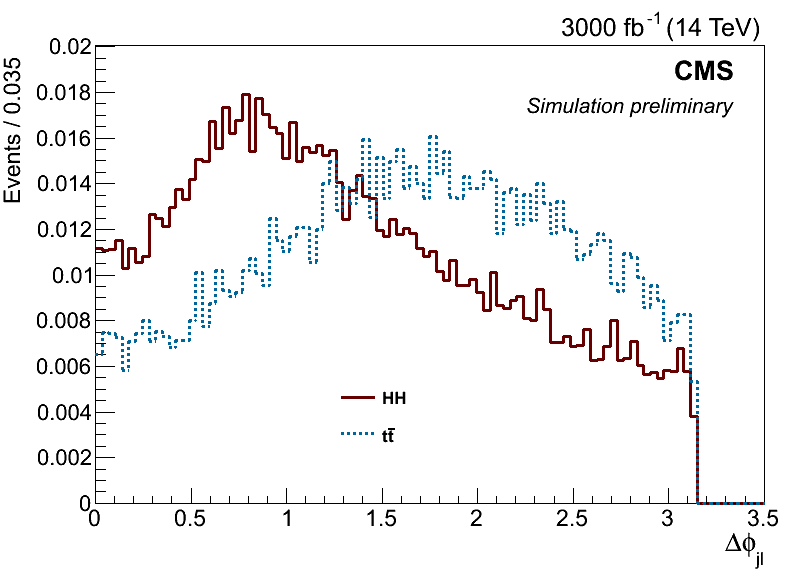 3000 fb⁻¹ (14 TeV)
CMS
Simulation preliminary
Events / 0.035
0.02
0.018
0.016
0.014
0.012
0.01
0.008
0.006
0.004
0.002
0
HH
tt̄
0 0.5 1 1.5 2 2.5 3 3.5
Δϕjl